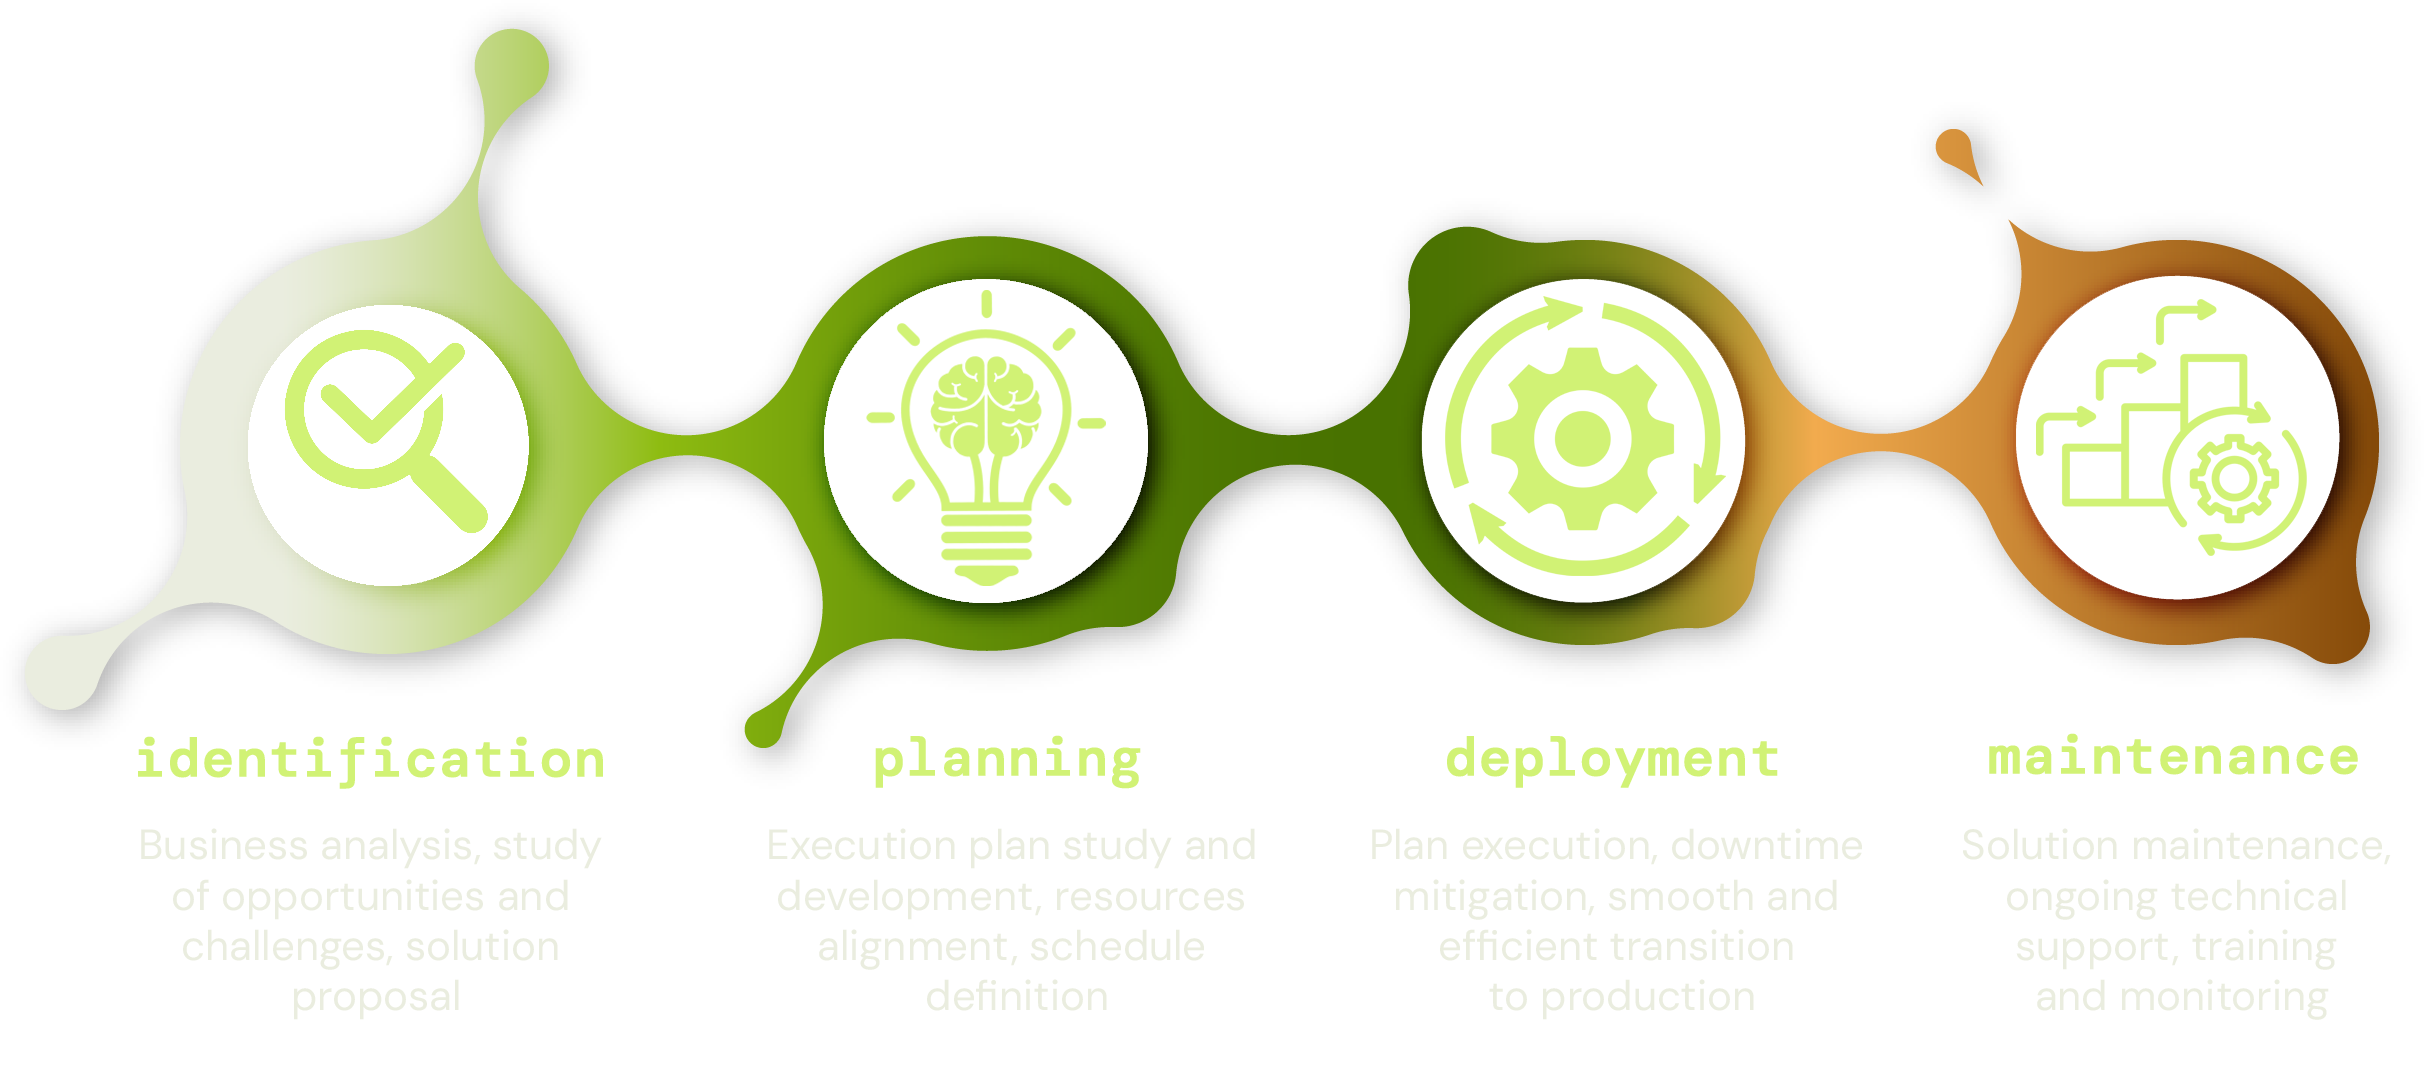 identification
Business analysis, study
of opportunities and
challenges, solution
proposal
planning
Execution plan study and
development, resources
alignment, schedule
definition
deployment
Plan execution, downtime
mitigation, smooth and
efficient transition
to production
maintenance
Solution maintenance,
ongoing technical
support, training
and monitoring